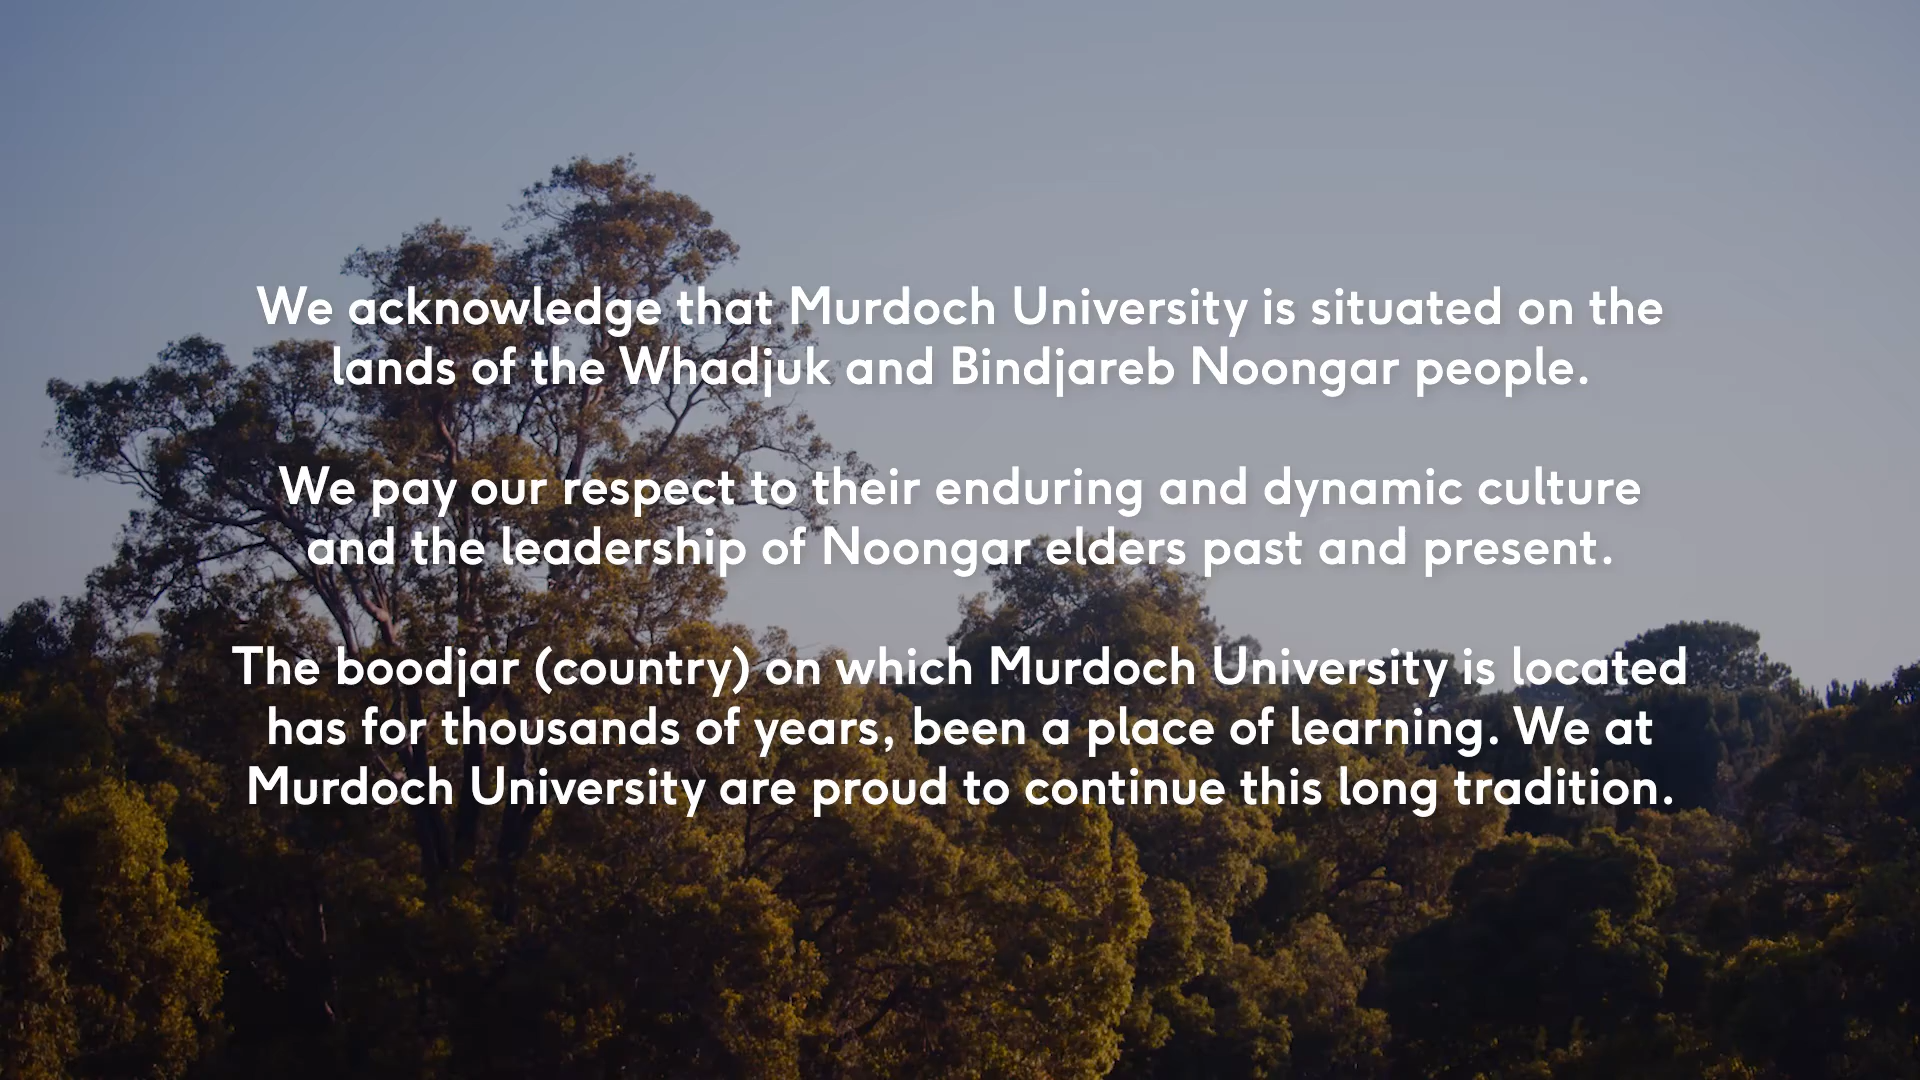 We acknowledge that Murdoch University is situated on the
lands of the Whadjuk and Bindjareb Noongar people.
We pay our respect to their enduring and dynamic culture
and the leadership of Noongar elders past and present.
The boodjar (country) on which Murdoch University is located
has for thousands of years, been a place of learning. We at
Murdoch University are proud to continue this long tradition.